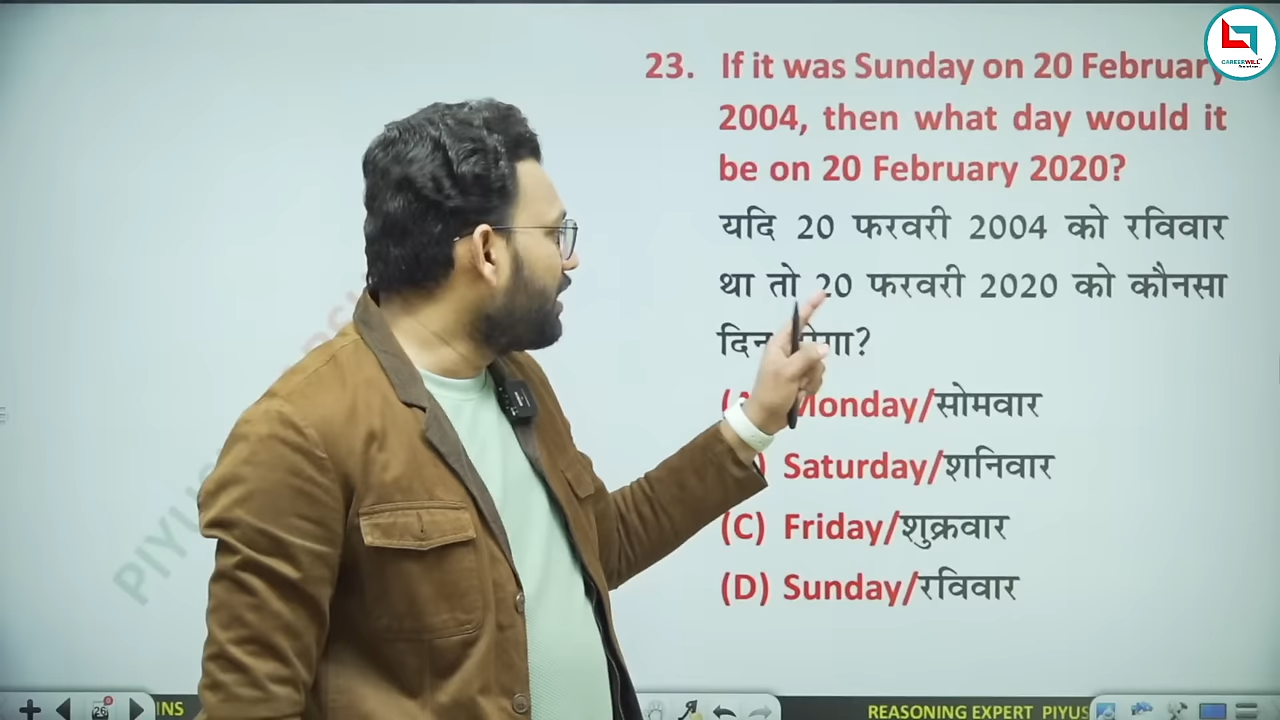 23. If it was Sunday on 20 February
2004, then what day would it
be on 20 February 2020?
यदि 20 फरवरी 2004 को रविवार
था तो 20 फरवरी 2020 को कौनसा
दिन
Monday/सोमवार
Saturday/शनिवार
(C) Friday/शुक्रवार
(D) Sunday/रविवार
CAREERWILL
26
REASONING EXPERT PIYUS